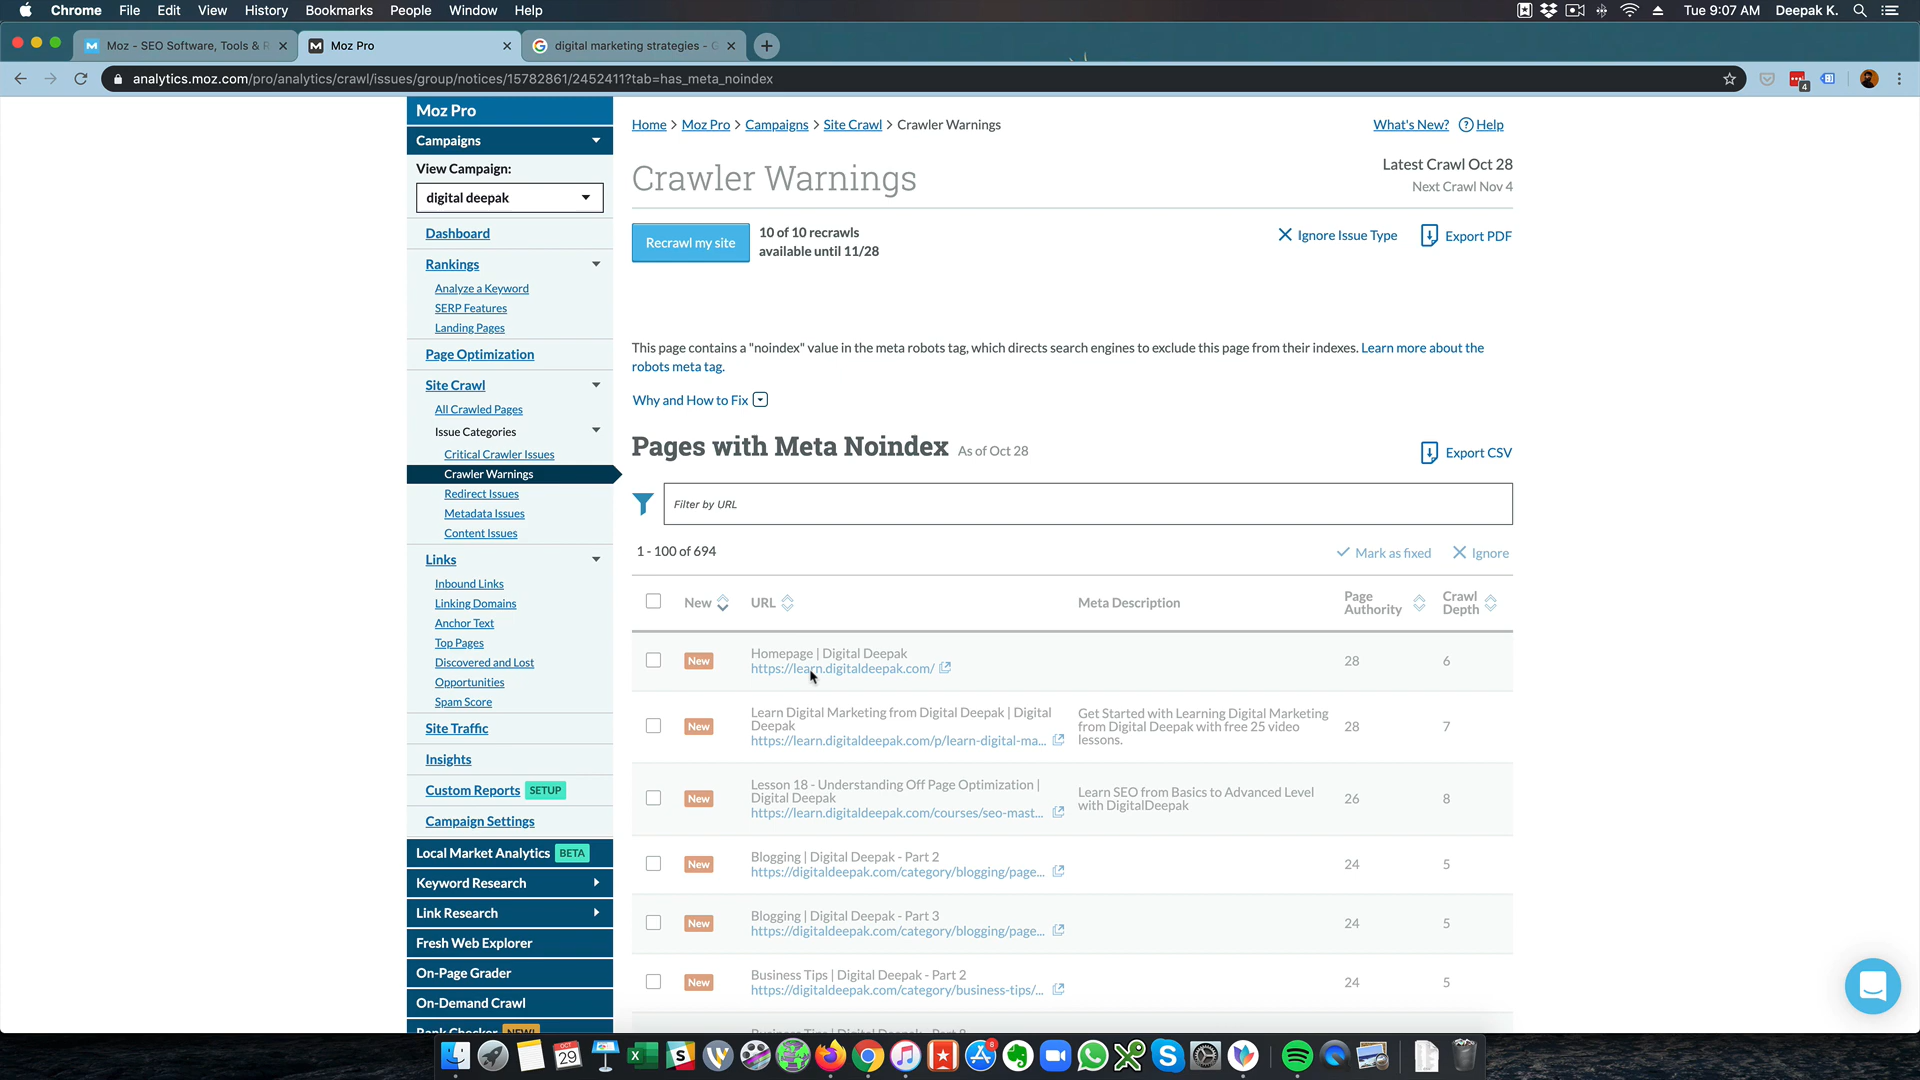 Chrome File Edit View History Bookmarks People Window Help
Tue 9:07 AM Deepak K.
Moz - SEO Software, Tools & R
Moz Pro
digital marketing strategies - G
analytics.moz.com/pro/analytics/crawl/issues/group/notices/15782861/2452411?tab=has_meta_noindex
4
Moz Pro
Campaigns
View Campaign:
digital deepak
Dashboard
Rankings
Analyze a Keyword
SERP Features
Landing Pages
Page Optimization
Site Crawl
All Crawled Pages
Issue Categories
Critical Crawler Issues
Crawler Warnings
Redirect Issues
Metadata Issues
Content Issues
Links
Inbound Links
Linking Domains
Anchor Text
Top Pages
Discovered and Lost
Opportunities
Spam Score
Site Traffic
Insights
Custom Reports SETUP
Campaign Settings
Local Market Analytics BETA
Keyword Research
Link Research
Fresh Web Explorer
On-Page Grader
On-Demand Crawl
Rank Checker NEW!
Home > Moz Pro > Campaigns > Site Crawl > Crawler Warnings
What's New? Help
Crawler Warnings
Latest Crawl Oct 28
Next Crawl Nov 4
Recrawl my site
10 of 10 recrawls
available until 11/28
Ignore Issue Type
Export PDF
This page contains a "noindex" value in the meta robots tag, which directs search engines to exclude this page from their indexes. Learn more about the
robots meta tag.
Why and How to Fix
Pages with Meta Noindex As of Oct 28
Export CSV
Filter by URL
1 - 100 of 694
Mark as fixed Ignore
New URL Meta Description Page Authority Crawl Depth
New
Homepage | Digital Deepak
https://learn.digitaldeepak.com/
28 6
New
Learn Digital Marketing from Digital Deepak | Digital
Deepak
https://learn.digitaldeepak.com/p/learn-digital-ma...
Get Started with Learning Digital Marketing
from Digital Deepak with free 25 video
lessons.
28 7
New
Lesson 18 - Understanding Off Page Optimization |
Digital Deepak
https://learn.digitaldeepak.com/courses/seo-mast...
Learn SEO from Basics to Advanced Level
with DigitalDeepak
26 8
New
Blogging | Digital Deepak - Part 2
https://digitaldeepak.com/category/blogging/page...
24 5
New
Blogging | Digital Deepak - Part 3
https://digitaldeepak.com/category/blogging/page...
24 5
New
Business Tips | Digital Deepak - Part 2
https://digitaldeepak.com/category/business-tips/...
24 5
OCT
29
8